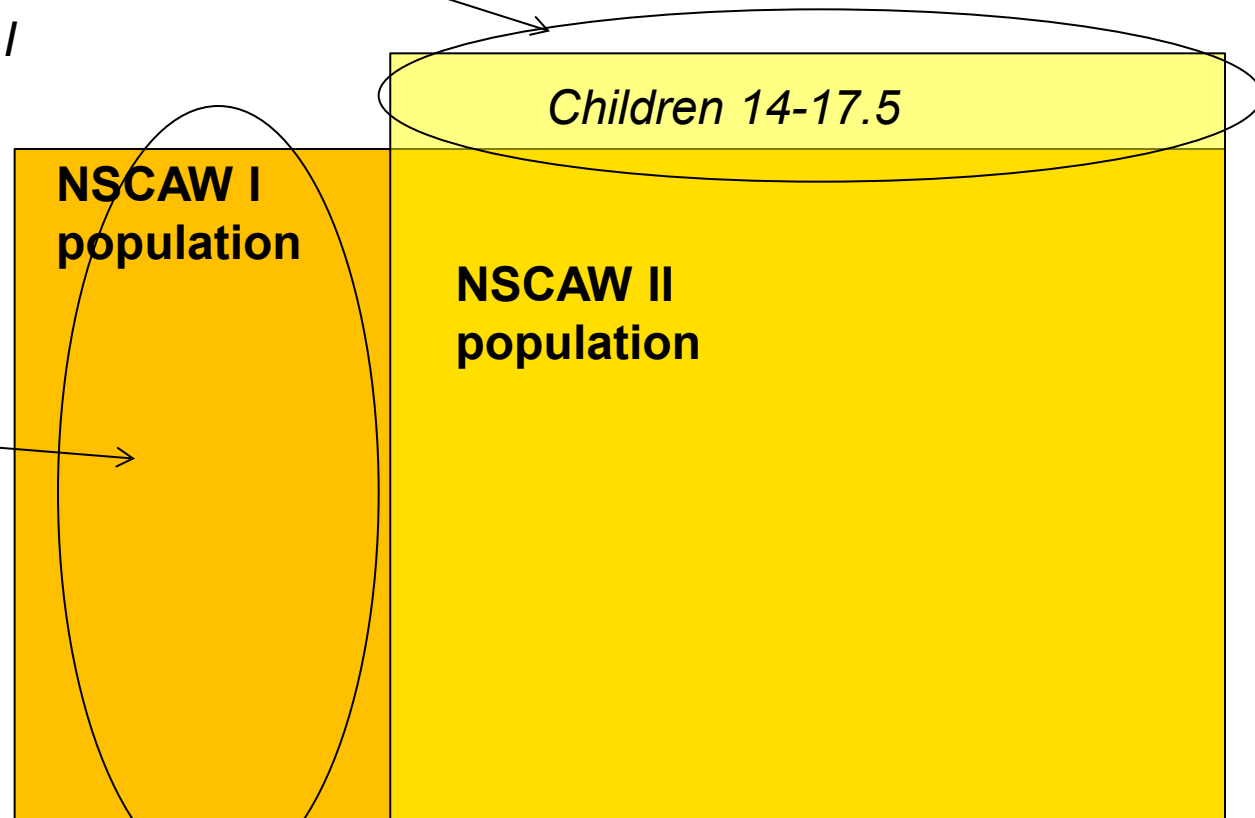 I
Children 14-17.5
NSCAW I
population
NSCAW II
population